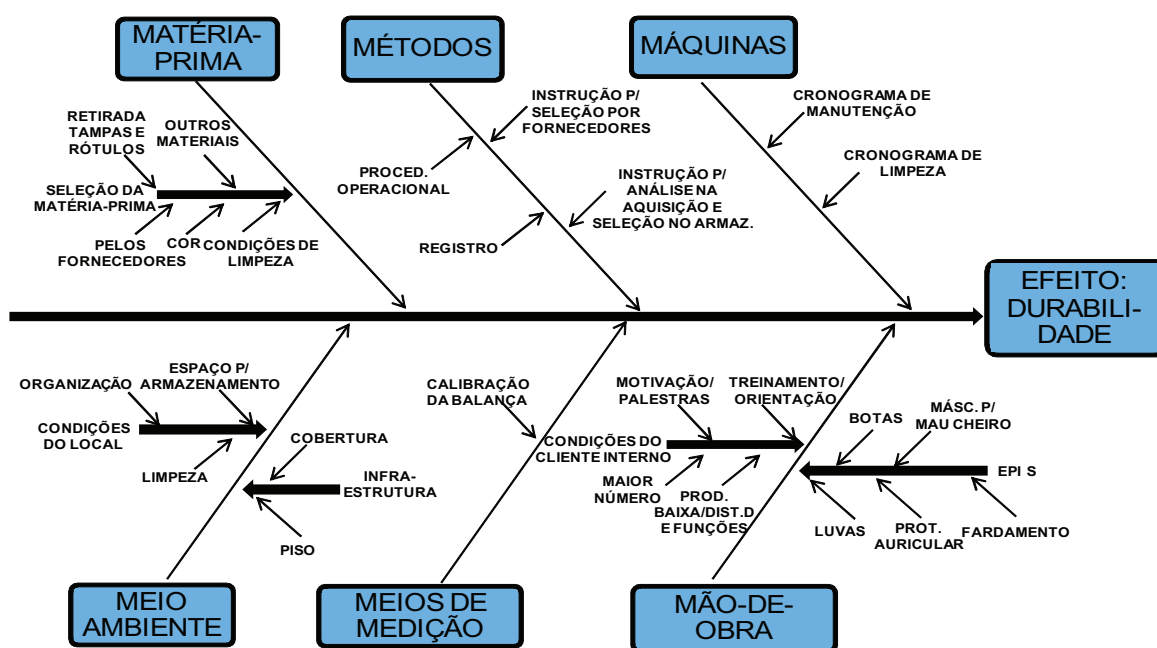 MATÉRIA-
PRIMA
MÉTODOS
MÁQUINAS
RETIRADA
TAMPAS E
RÓTULOS
OUTROS
MATERIAIS
SELEÇÃO DA
MATÉRIA-PRIMA
PELOS
FORNECEDORES
COR
CONDIÇÕES DE
LIMPEZA
INSTRUÇÃO P/
SELEÇÃO POR
FORNECEDORES
PROCED.
OPERACIONAL
INSTRUÇÃO P/
ANÁLISE NA
AQUISIÇÃO E
SELEÇÃO NO ARMAZ.
REGISTRO
CRONOGRAMA DE
MANUTENÇÃO
CRONOGRAMA DE
LIMPEZA
EFEITO:
DURABILI-
DADE
ORGANIZAÇÃO
ESPAÇO P/
ARMAZENAMENTO
CONDIÇÕES
DO LOCAL
LIMPEZA
COBERTURA
INFRA-
ESTRUTURA
PISO
CALIBRAÇÃO
DA BALANÇA
MOTIVAÇÃO/
PALESTRAS
TREINAMENTO/
ORIENTAÇÃO
CONDIÇÕES DO
CLIENTE INTERNO
MAIOR
NÚMERO
PROD.
BAIXA/DIST.D
E FUNÇÕES
BOTAS
MÁSC. P/
MAU CHEIRO
EPI S
LUVAS
PROT.
AURICULAR
FARDAMENTO
MEIO
AMBIENTE
MEIOS DE
MEDIÇÃO
MÃO-DE-
OBRA